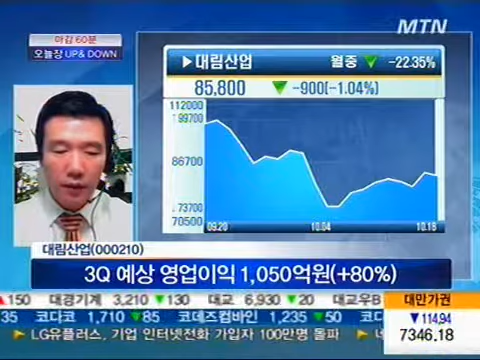 MTN
마감 60분
오늘장 UP& DOWN
▶대림산업 월중 ▼ -22.35%
85,800 ▼ -900(-1.04%)
112000
99700
86700
73700
70500
09.20 10.04 10.18
대림산업(000210)
3Q 예상 영업이익 1,050억원(+80%)
▲150 대경기계 3,210 ▼130 대교 6,930 ▼20 대교우B
35 코다코 1,710 ▼85 코데즈컴바인 1,235 ▼50 코데
▶ LG유플러스, 기업 인터넷전화 가입자 100만명 돌파 ▶ 네
대만가권
▼114.94
7346.18